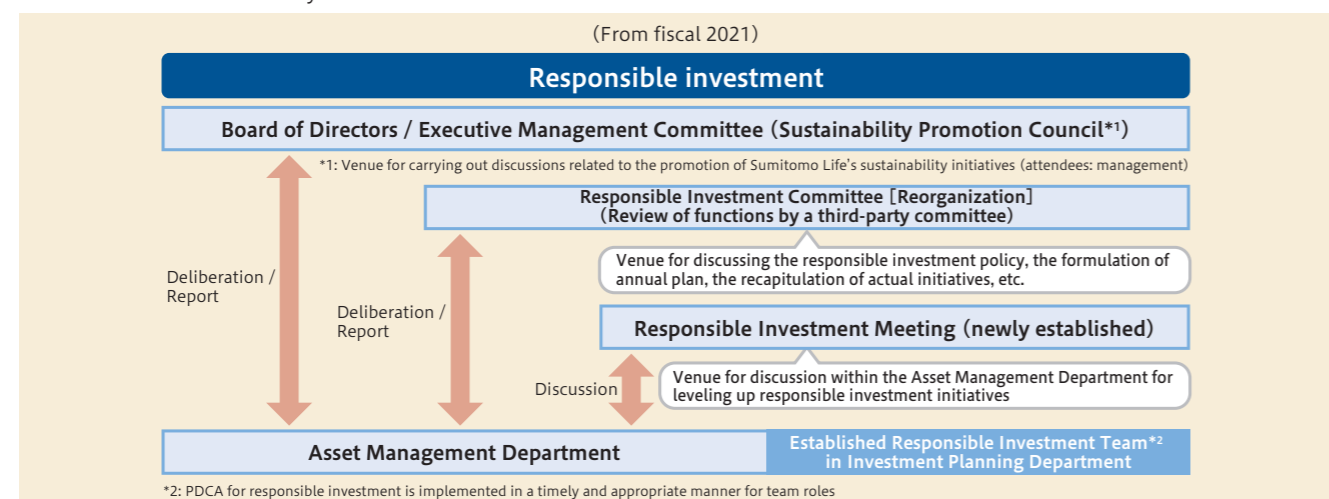 (From fiscal 2021)
Responsible investment
Board of Directors / Executive Management Committee (Sustainability Promotion Council*1)
*1: Venue for carrying out discussions related to the promotion of Sumitomo Life's sustainability initiatives (attendees: management)
Responsible Investment Committee [Reorganization]
(Review of functions by a third-party committee)
Venue for discussing the responsible investment policy, the formulation of
annual plan, the recapitulation of actual initiatives, etc.
Deliberation /
Report
Deliberation /
Report
Responsible Investment Meeting (newly established)
Discussion
Venue for discussion within the Asset Management Department for
leveling up responsible investment initiatives
Asset Management Department
Established Responsible Investment Team*2
in Investment Planning Department
*2: PDCA for responsible investment is implemented in a timely and appropriate manner for team roles